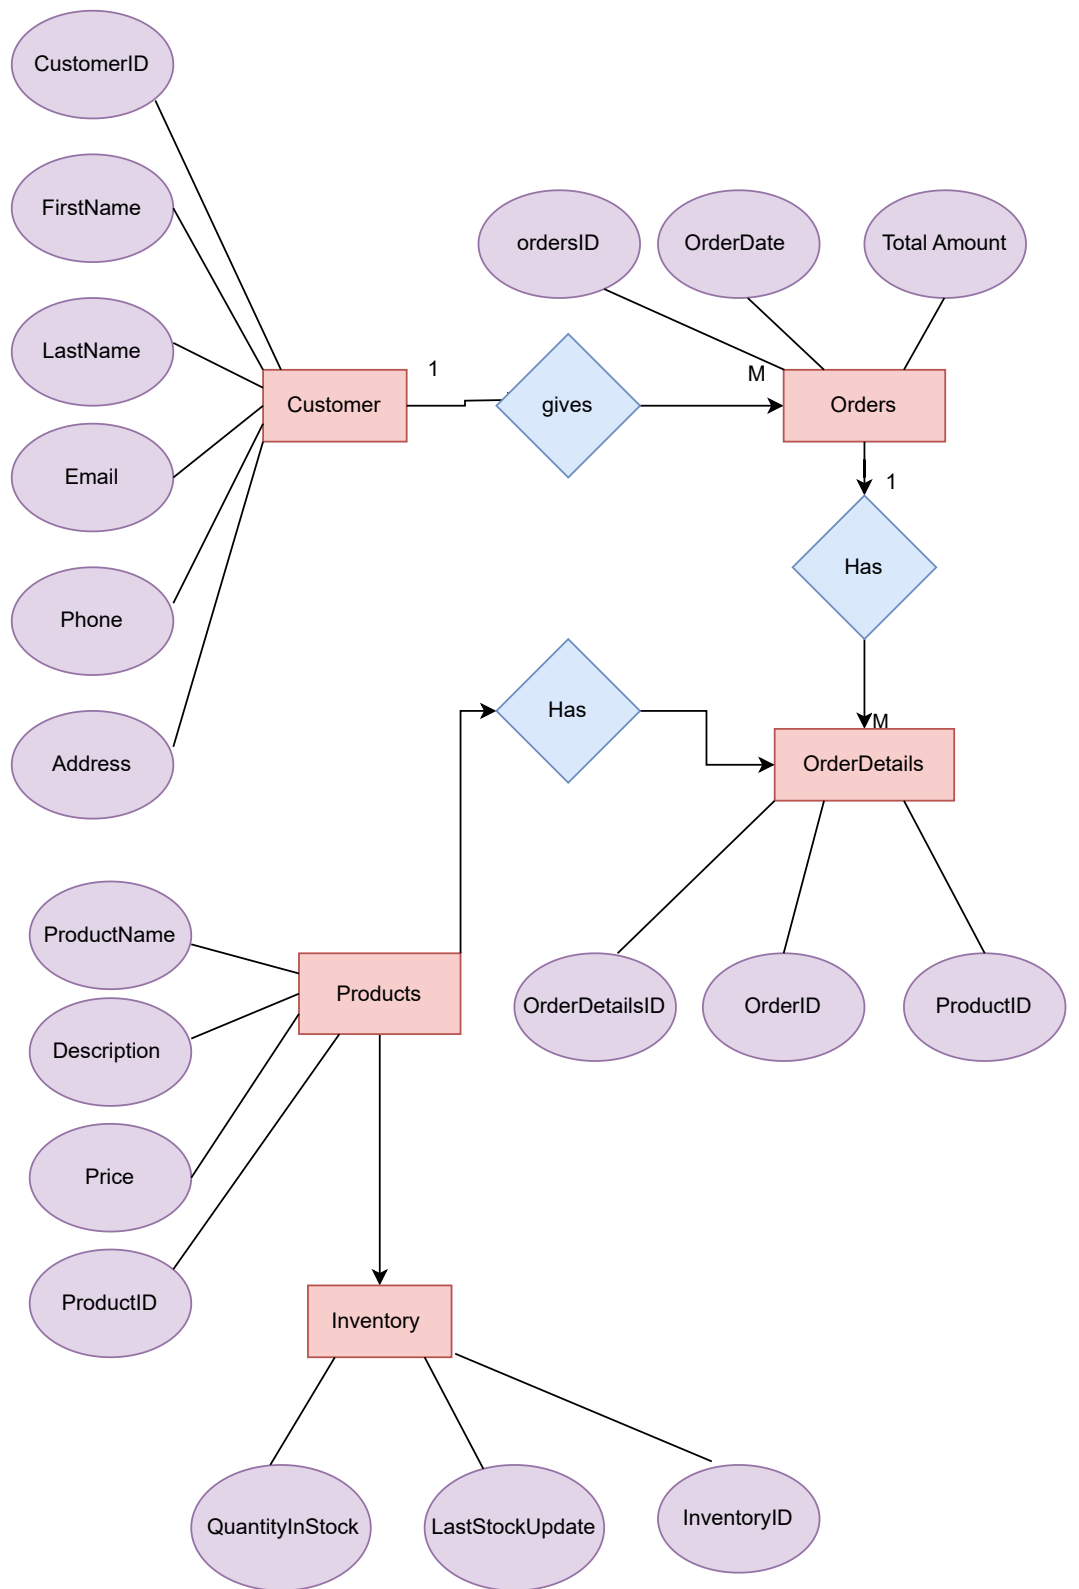 CustomerID
FirstName
ordersID
OrderDate
Total Amount
LastName
1
M
Customer
gives
Orders
Email
1
Has
Phone
Has
M
Address
OrderDetails
ProductName
Products
OrderDetailsID
OrderID
ProductID
Description
Price
ProductID
Inventory
QuantityInStock
LastStockUpdate
InventoryID